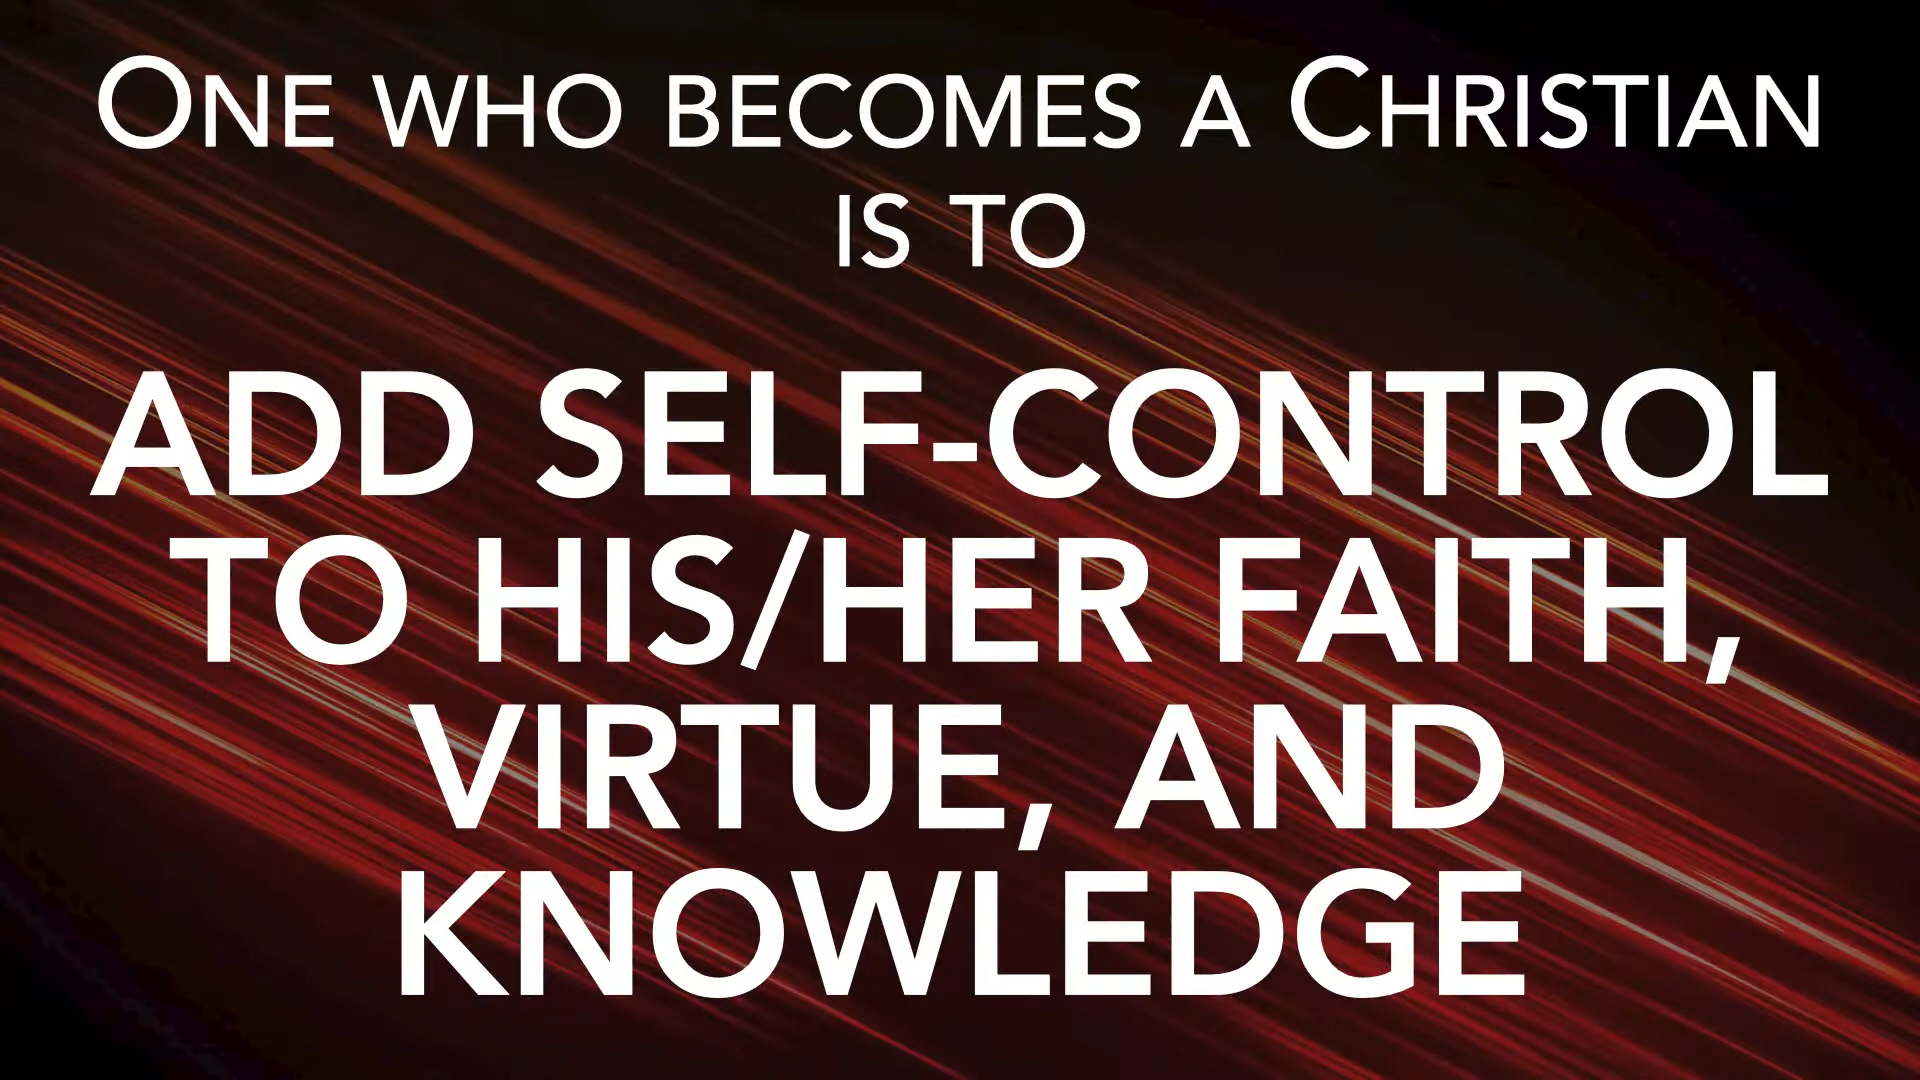 One who becomes a Christian
is to
ADD SELF-CONTROL
TO HIS/HER FAITH,
VIRTUE, AND
KNOWLEDGE